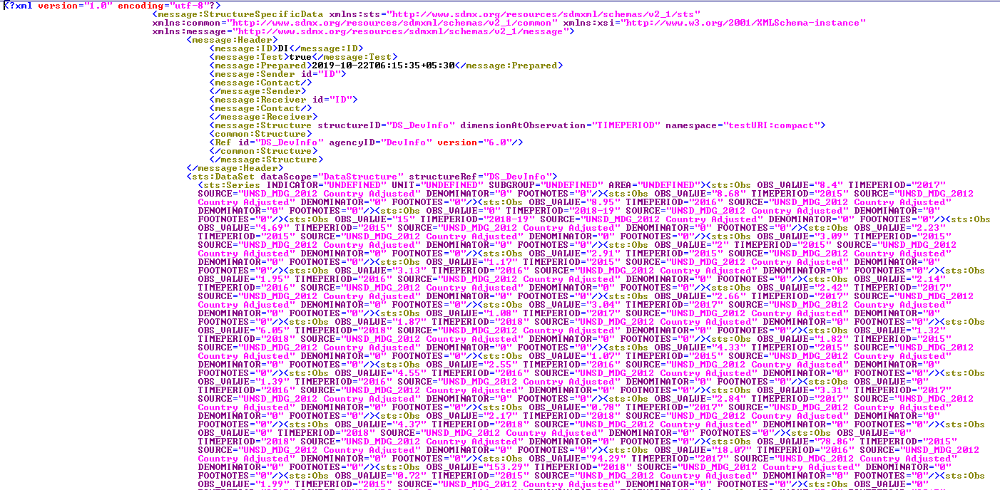 <?xml version="1.0" encoding="utf-8"?>
<message:StructureSpecificData xmlns:sts="http://www.sdmx.org/resources/sdmxml/schemas/v2_1/sts"
xmlns:common="http://www.sdmx.org/resources/sdmxml/schemas/v2_1/common" xmlns:xsi="http://www.w3.org/2001/XMLSchema-instance"
xmlns:message="http://www.sdmx.org/resources/sdmxml/schemas/v2_1/message">
<message:Header>
<message:ID>DI</message:ID>
<message:Test>true</message:Test>
<message:Prepared>2019-10-22T06:15:35+05:30</message:Prepared>
<message:Sender id="ID">
<message:Contact/>
</message:Sender>
<message:Receiver id="ID">
<message:Contact/>
</message:Receiver>
<message:Structure structureID="DS_DevInfo" dimensionAtObservation="TIMEPERIOD" namespace="testURI:compact">
<common:Structure>
<Ref id="DS_DevInfo" agencyID="DevInfo" version="6.0"/>
</common:Structure>
</message:Structure>
</message:Header>
<sts:DataSet dataScope="DataStructure" structureRef="DS_DevInfo">
<sts:Series INDICATOR="UNDEFINED" UNIT="UNDEFINED" SUBGROUP="UNDEFINED" AREA="UNDEFINED"><sts:Obs OBS_VALUE="8.4" TIMEPERIOD="2017"
SOURCE="UNSD_MDG_2012 Country Adjusted" DENOMINATOR="0" FOOTNOTES="0"/><sts:Obs OBS_VALUE="8.68" TIMEPERIOD="2015" SOURCE="UNSD_MDG_2012
Country Adjusted" DENOMINATOR="0" FOOTNOTES="0"/><sts:Obs OBS_VALUE="8.95" TIMEPERIOD="2016" SOURCE="UNSD_MDG_2012 Country Adjusted"
DENOMINATOR="0" FOOTNOTES="0"/><sts:Obs OBS_VALUE="0" TIMEPERIOD="2018-19" SOURCE="UNSD_MDG_2012 Country Adjusted" DENOMINATOR="0"
FOOTNOTES="0"/><sts:Obs OBS_VALUE="15" TIMEPERIOD="2018-19" SOURCE="UNSD_MDG_2012 Country Adjusted" DENOMINATOR="0" FOOTNOTES="0"/><sts:Obs
OBS_VALUE="4.69" TIMEPERIOD="2015" SOURCE="UNSD_MDG_2012 Country Adjusted" DENOMINATOR="0" FOOTNOTES="0"/><sts:Obs OBS_VALUE="2.23"
TIMEPERIOD="2015" SOURCE="UNSD_MDG_2012 Country Adjusted" DENOMINATOR="0" FOOTNOTES="0"/><sts:Obs OBS_VALUE="3.09" TIMEPERIOD="2015"
SOURCE="UNSD_MDG_2012 Country Adjusted" DENOMINATOR="0" FOOTNOTES="0"/><sts:Obs OBS_VALUE="2" TIMEPERIOD="2015" SOURCE="UNSD_MDG_2012
Country Adjusted" DENOMINATOR="0" FOOTNOTES="0"/><sts:Obs OBS_VALUE="2.91" TIMEPERIOD="2015" SOURCE="UNSD_MDG_2012 Country Adjusted"
DENOMINATOR="0" FOOTNOTES="0"/><sts:Obs OBS_VALUE="1.17" TIMEPERIOD="2015" SOURCE="UNSD_MDG_2012 Country Adjusted" DENOMINATOR="0"
FOOTNOTES="0"/><sts:Obs OBS_VALUE="3.13" TIMEPERIOD="2016" SOURCE="UNSD_MDG_2012 Country Adjusted" DENOMINATOR="0" FOOTNOTES="0"/><sts:Obs
OBS_VALUE="1.95" TIMEPERIOD="2016" SOURCE="UNSD_MDG_2012 Country Adjusted" DENOMINATOR="0" FOOTNOTES="0"/><sts:Obs OBS_VALUE="2.14"
TIMEPERIOD="2016" SOURCE="UNSD_MDG_2012 Country Adjusted" DENOMINATOR="0" FOOTNOTES="0"/><sts:Obs OBS_VALUE="2.42" TIMEPERIOD="2017"
SOURCE="UNSD_MDG_2012 Country Adjusted" DENOMINATOR="0" FOOTNOTES="0"/><sts:Obs OBS_VALUE="2.66" TIMEPERIOD="2017" SOURCE="UNSD_MDG_2012
Country Adjusted" DENOMINATOR="0" FOOTNOTES="0"/><sts:Obs OBS_VALUE="3.04" TIMEPERIOD="2017" SOURCE="UNSD_MDG_2012 Country Adjusted"
DENOMINATOR="0" FOOTNOTES="0"/><sts:Obs OBS_VALUE="1.08" TIMEPERIOD="2017" SOURCE="UNSD_MDG_2012 Country Adjusted" DENOMINATOR="0"
FOOTNOTES="0"/><sts:Obs OBS_VALUE="1.87" TIMEPERIOD="2018" SOURCE="UNSD_MDG_2012 Country Adjusted" DENOMINATOR="0" FOOTNOTES="0"/><sts:Obs
OBS_VALUE="6.05" TIMEPERIOD="2018" SOURCE="UNSD_MDG_2012 Country Adjusted" DENOMINATOR="0" FOOTNOTES="0"/><sts:Obs OBS_VALUE="1.32"
TIMEPERIOD="2018" SOURCE="UNSD_MDG_2012 Country Adjusted" DENOMINATOR="0" FOOTNOTES="0"/><sts:Obs OBS_VALUE="1.82" TIMEPERIOD="2015"
SOURCE="UNSD_MDG_2012 Country Adjusted" DENOMINATOR="0" FOOTNOTES="0"/><sts:Obs OBS_VALUE="4.33" TIMEPERIOD="2015" SOURCE="UNSD_MDG_2012
Country Adjusted" DENOMINATOR="0" FOOTNOTES="0"/><sts:Obs OBS_VALUE="1.07" TIMEPERIOD="2015" SOURCE="UNSD_MDG_2012 Country Adjusted"
DENOMINATOR="0" FOOTNOTES="0"/><sts:Obs OBS_VALUE="2.55" TIMEPERIOD="2016" SOURCE="UNSD_MDG_2012 Country Adjusted" DENOMINATOR="0"
FOOTNOTES="0"/><sts:Obs OBS_VALUE="4.55" TIMEPERIOD="2016" SOURCE="UNSD_MDG_2012 Country Adjusted" DENOMINATOR="0" FOOTNOTES="0"/><sts:Obs
OBS_VALUE="1.39" TIMEPERIOD="2016" SOURCE="UNSD_MDG_2012 Country Adjusted" DENOMINATOR="0" FOOTNOTES="0"/><sts:Obs OBS_VALUE="0"
TIMEPERIOD="2016" SOURCE="UNSD_MDG_2012 Country Adjusted" DENOMINATOR="0" FOOTNOTES="0"/><sts:Obs OBS_VALUE="3.31" TIMEPERIOD="2017"
SOURCE="UNSD_MDG_2012 Country Adjusted" DENOMINATOR="0" FOOTNOTES="0"/><sts:Obs OBS_VALUE="2.84" TIMEPERIOD="2017" SOURCE="UNSD_MDG_2012
Country Adjusted" DENOMINATOR="0" FOOTNOTES="0"/><sts:Obs OBS_VALUE="0.78" TIMEPERIOD="2017" SOURCE="UNSD_MDG_2012 Country Adjusted"
DENOMINATOR="0" FOOTNOTES="0"/><sts:Obs OBS_VALUE="2.17" TIMEPERIOD="2018" SOURCE="UNSD_MDG_2012 Country Adjusted" DENOMINATOR="0"
FOOTNOTES="0"/><sts:Obs OBS_VALUE="4.37" TIMEPERIOD="2018" SOURCE="UNSD_MDG_2012 Country Adjusted" DENOMINATOR="0" FOOTNOTES="0"/><sts:Obs
OBS_VALUE="0" TIMEPERIOD="2018" SOURCE="UNSD_MDG_2012 Country Adjusted" DENOMINATOR="0" FOOTNOTES="0"/><sts:Obs OBS_VALUE="0"
TIMEPERIOD="2018" SOURCE="UNSD_MDG_2012 Country Adjusted" DENOMINATOR="0" FOOTNOTES="0"/><sts:Obs OBS_VALUE="78.86" TIMEPERIOD="2015"
SOURCE="UNSD_MDG_2012 Country Adjusted" DENOMINATOR="0" FOOTNOTES="0"/><sts:Obs OBS_VALUE="18.07" TIMEPERIOD="2016" SOURCE="UNSD_MDG_2012
Country Adjusted" DENOMINATOR="0" FOOTNOTES="0"/><sts:Obs OBS_VALUE="94.29" TIMEPERIOD="2017" SOURCE="UNSD_MDG_2012 Country Adjusted"
DENOMINATOR="0" FOOTNOTES="0"/><sts:Obs OBS_VALUE="153.29" TIMEPERIOD="2018" SOURCE="UNSD_MDG_2012 Country Adjusted" DENOMINATOR="0"
FOOTNOTES="0"/><sts:Obs OBS_VALUE="0.72" TIMEPERIOD="2015" SOURCE="UNSD_MDG_2012 Country Adjusted" DENOMINATOR="0" FOOTNOTES="0"/><sts:Obs
OBS_VALUE="1.99" TIMEPERIOD="2015" SOURCE="UNSD_MDG_2012 Country Adjusted" DENOMINATOR="0" FOOTNOTES="0"/><sts:Obs OBS_VALUE="0"